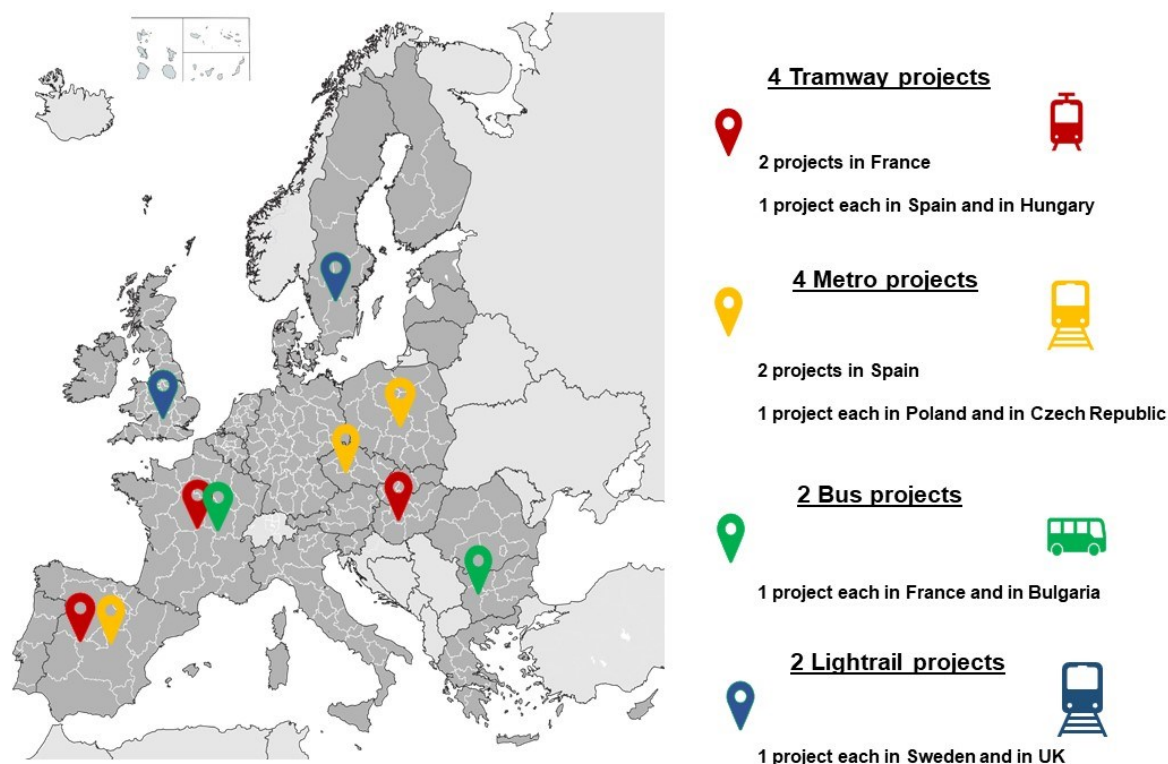 4 Tramway projects
2 projects in France
1 project each in Spain and in Hungary
4 Metro projects
2 projects in Spain
1 project each in Poland and in Czech Republic
2 Bus projects
1 project each in France and in Bulgaria
2 Lightrail projects
1 project each in Sweden and in UK